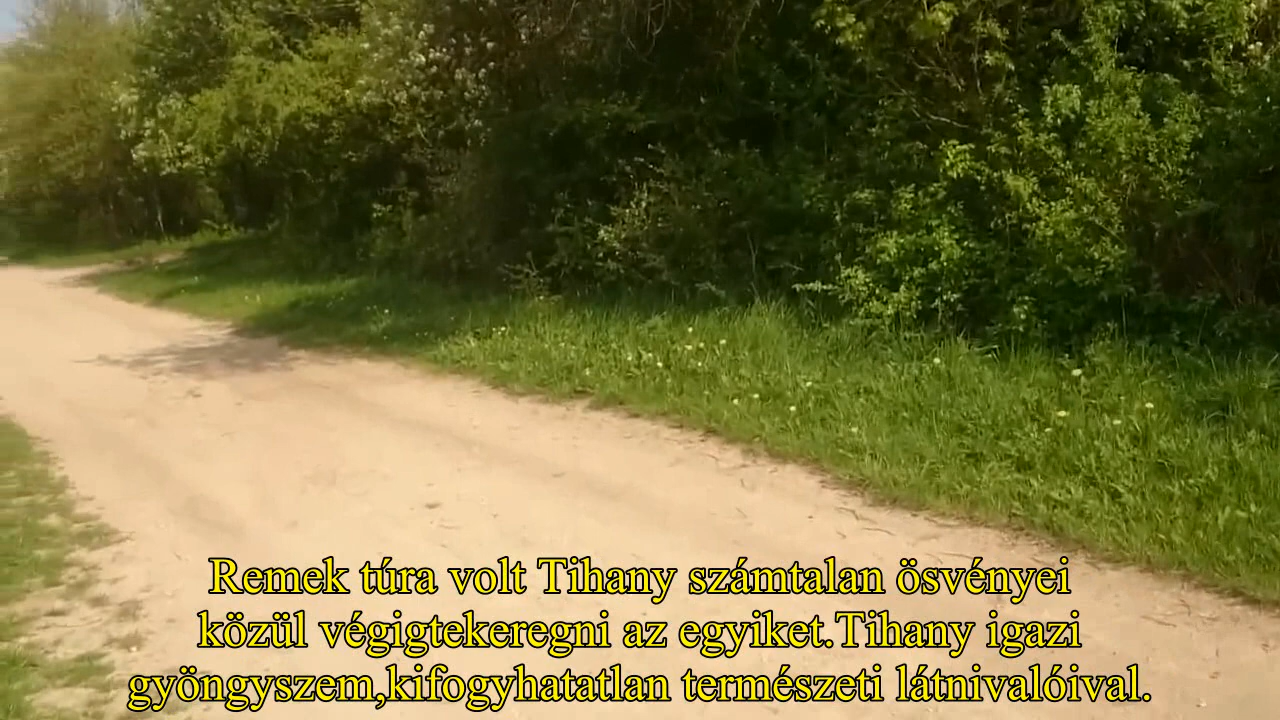 Remek túra volt Tihany számtalan ösvényei
közül végigtekeregni az egyiket.Tihany igazi
gyöngyszem,kifogyhatatlan természeti látnivalóival.